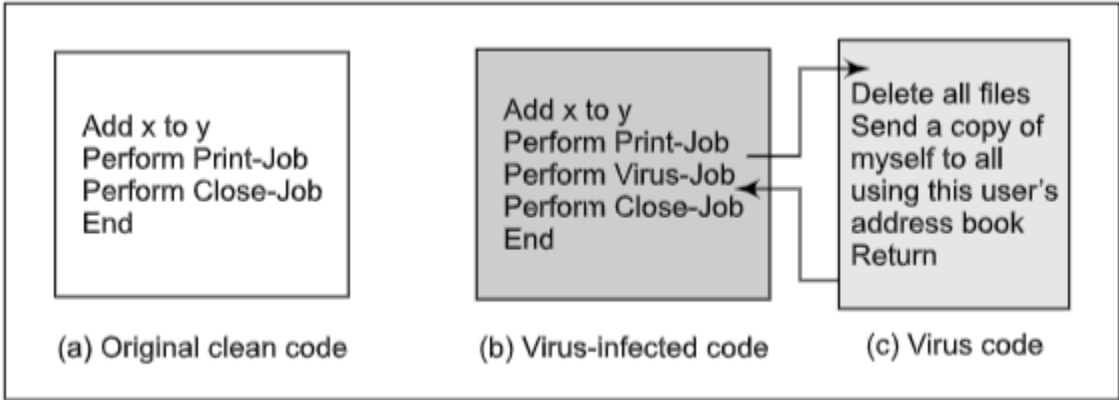 Add x to y
Perform Print-Job
Perform Close-Job
End
(a) Original clean code
Add x to y
Perform Print-Job
Perform Virus-Job
Perform Close-Job
End
(b) Virus-infected code
Delete all files
Send a copy of
myself to all
using this user's
address book
Return
(c) Virus code